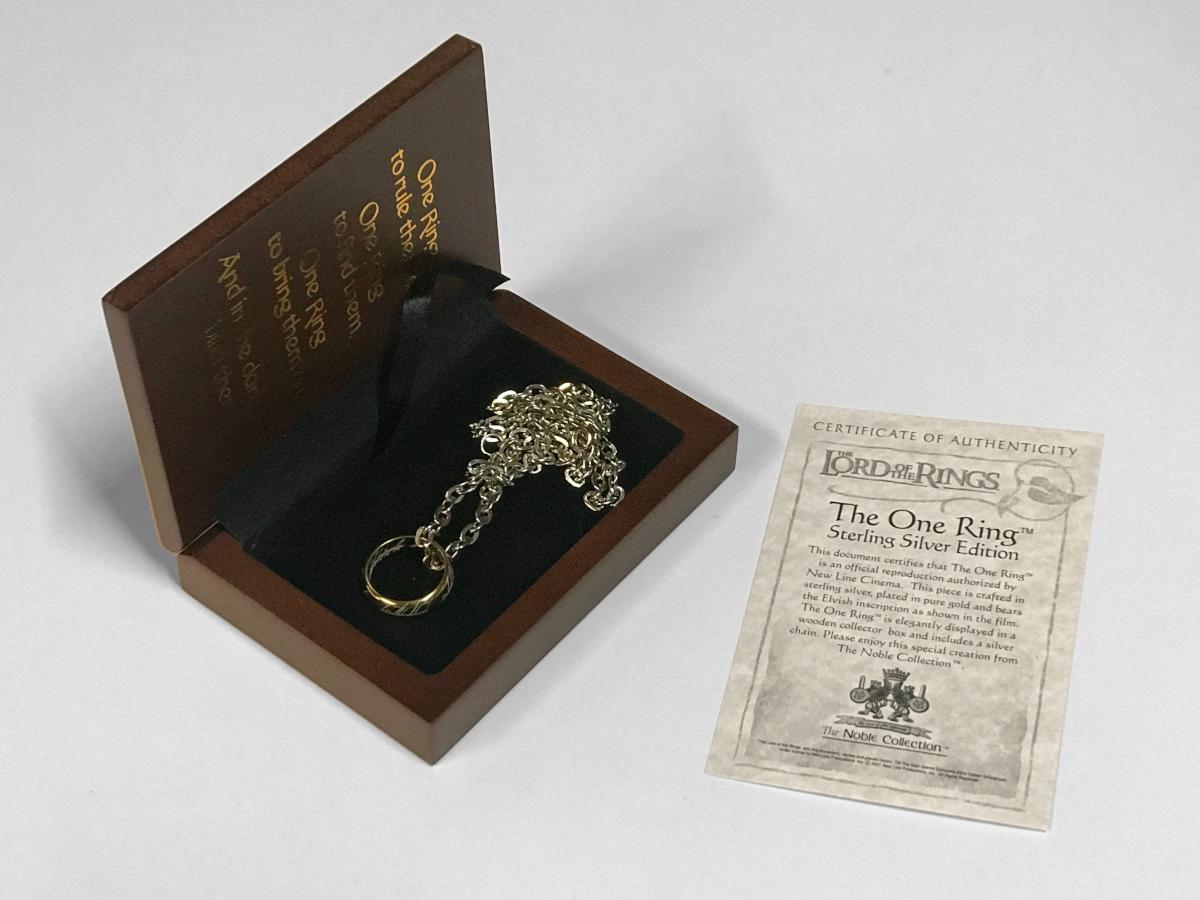 One Ring
to rule the
One Ring
to find them,
One Ring
to bring them
And in the dar
the
CERTIFICATE OF AUTHENTICITY
THE LORD OF THE RINGS
The One Ring™
Sterling Silver Edition
This document certifies that The One Ring™
is an official reproduction authorized by
New Line Cinema. This piece is crafted in
sterling silver, plated in pure gold and bears
the Elvish inscription as shown in the film.
The One Ring™ is elegantly displayed in a
wooden collector box and includes a silver
chain. Please enjoy this special creation from
The Noble Collection™.
The Noble Collection™